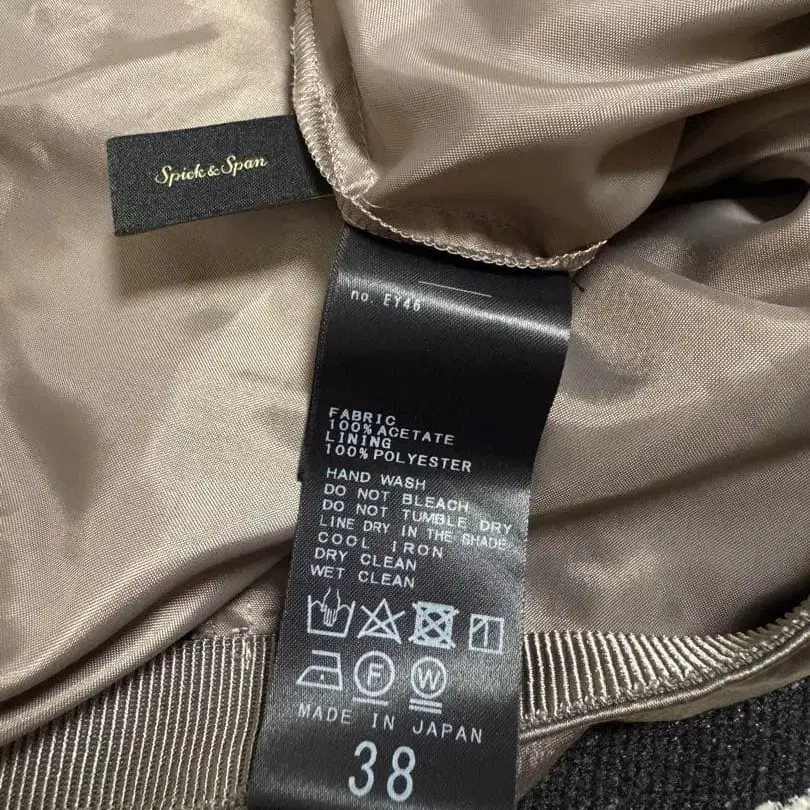 Spick & Span
no. EY46
FABRIC
100% ACETATE
LINING
100% POLYESTER
HAND WASH
DO NOT BLEACH
DO NOT TUMBLE DRY
LINE DRY IN THE SHADE
COOL IRON
DRY CLEAN
WET CLEAN
F W
MADE IN JAPAN
38